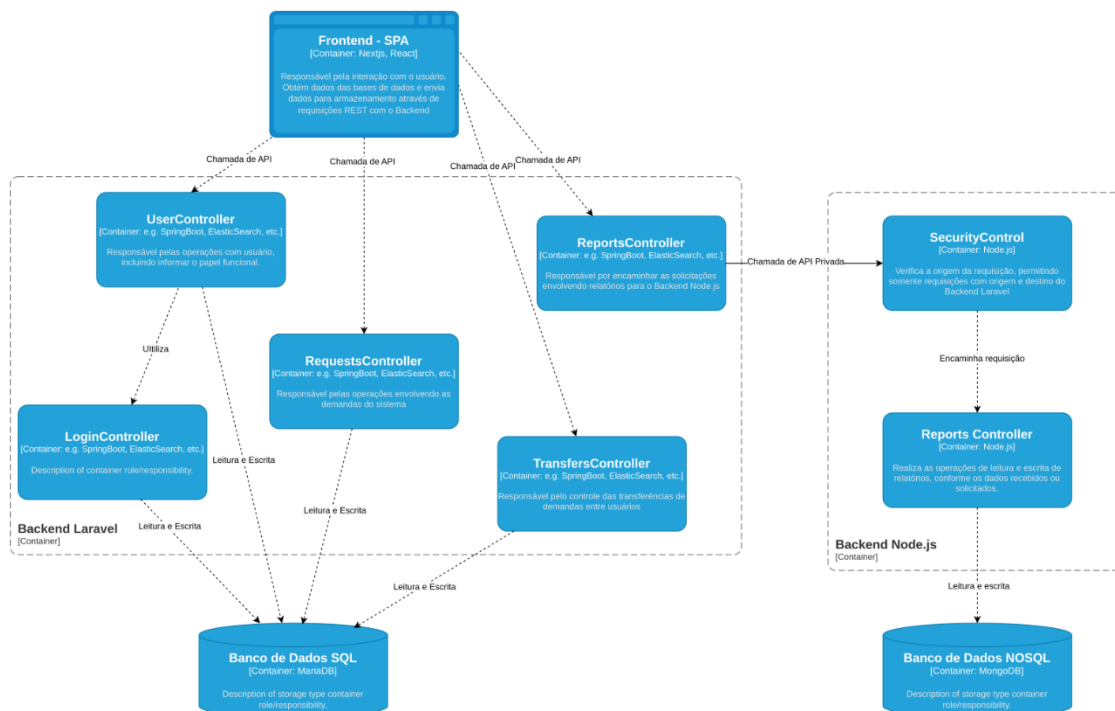 Frontend - SPA
[Container: Nextjs, React]
Responsável pela interação com o usuário.
Obtém dados das bases de dados e envia
dados para armazenamento através de
requisições REST com o Backend
Chamada de API
Chamada de API
Chamada de API
Chamada de API
UserController
[Container: e.g. SpringBoot, ElasticSearch, etc.]
Responsável pelas operações com usuário,
incluindo informar o papel funcional.
ReportsController
[Container: e.g. SpringBoot, ElasticSearch, etc.]
Responsável por encaminhar as solicitações
envolvendo relatórios para o Backend Node.js
Chamada de API Privada
SecurityControl
[Container: Node.js]
Verifica a origem da requisição, permitindo
somente requisições com origem e destino do
Backend Laravel
Ultiliza
RequestsController
[Container: e.g. SpringBoot, ElasticSearch, etc.]
Responsável pelas operações envolvendo as
demandas do sistema
Encaminha requisição
LoginController
[Container: e.g. SpringBoot, ElasticSearch, etc.]
Description of container role/responsibility.
Leitura e Escrita
TransfersController
[Container: e.g. SpringBoot, ElasticSearch, etc.]
Responsável pelo controle das transferências de
demandas entre usuários
Reports Controller
[Container: Node.js]
Realiza as operações de leitura e escrita de
relatórios, conforme os dados recebidos ou
solicitados.
Leitura e Escrita
Leitura e Escrita
Backend Laravel
[Container]
Backend Node.js
[Container]
Leitura e Escrita
Leitura e escrita
Banco de Dados SQL
[Container: MariaDB]
Description of storage type container
role/responsibility.
Banco de Dados NOSQL
[Container: MongoDB]
Description of storage type container
role/responsibility.